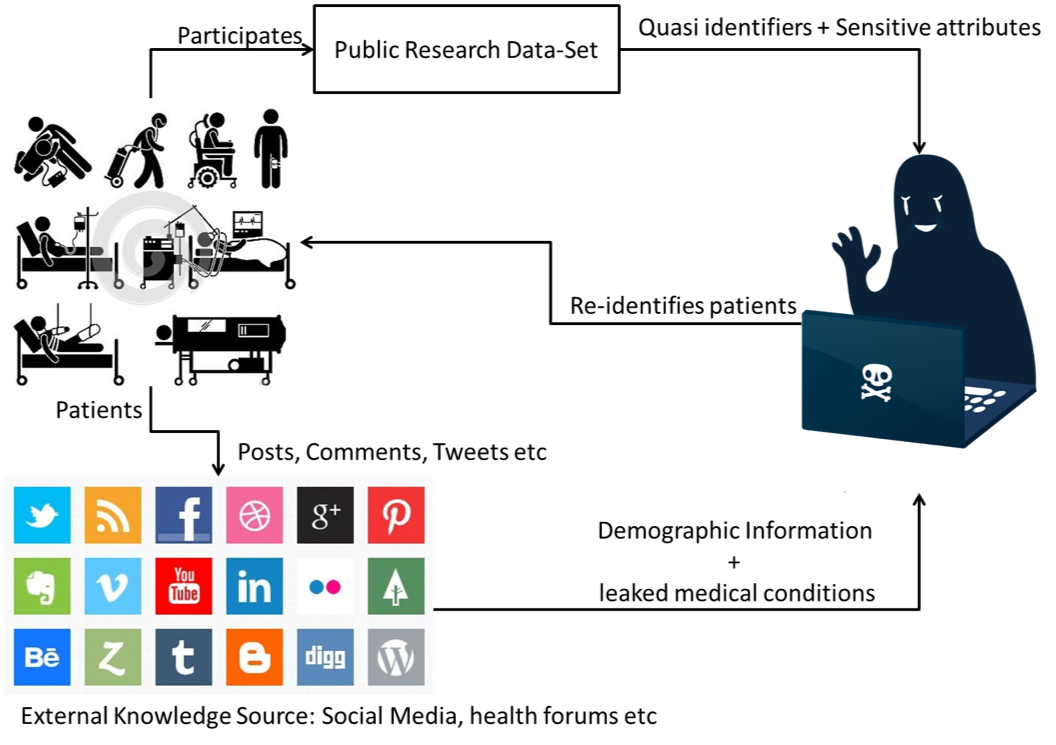 Participates
Public Research Data-Set
Quasi identifiers + Sensitive attributes
Re-identifies patients
Patients
Posts, Comments, Tweets etc
g+
You
Tube
in
Bē
Z
t
B
digg
W
Demographic Information
+
leaked medical conditions
External Knowledge Source: Social Media, health forums etc